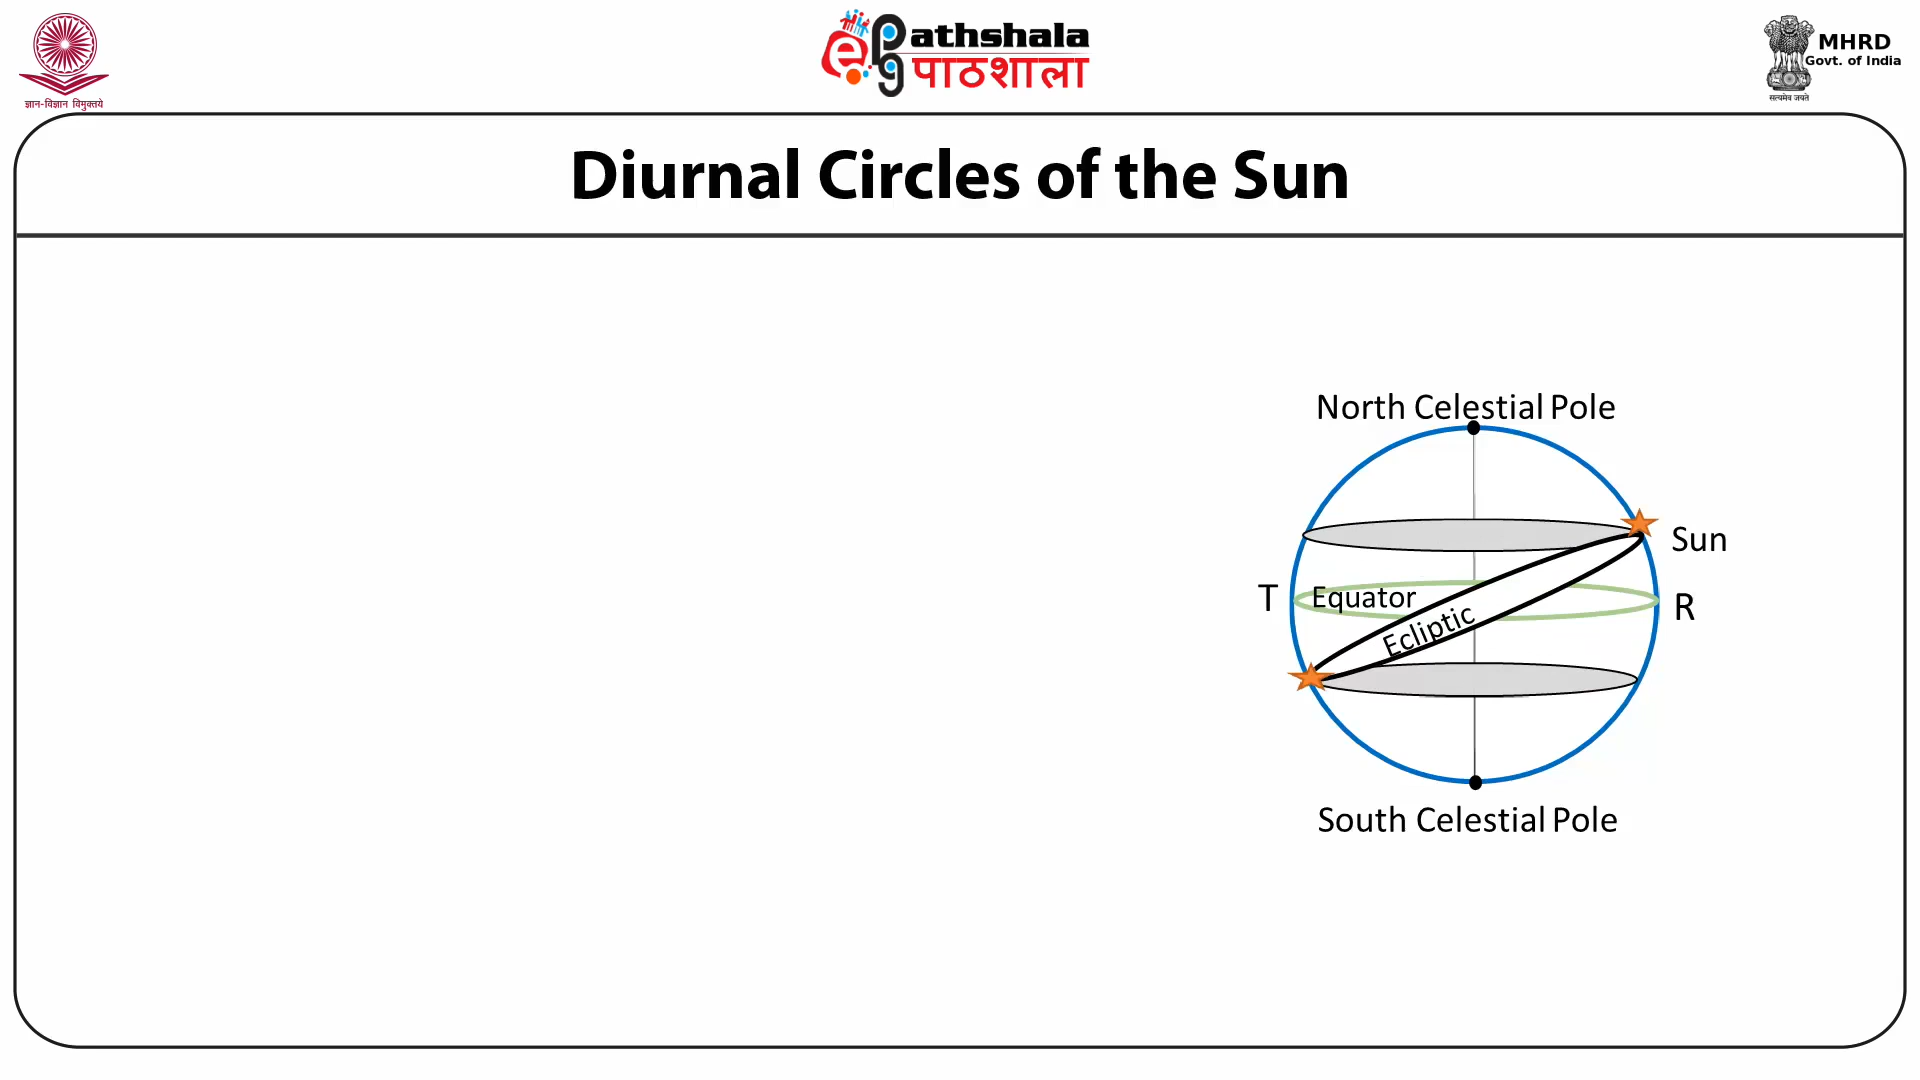 ज्ञान-विज्ञान विमुक्तये
ePathshala
पाठशाला
MHRD
Govt. of India
सत्यमेव जयते
Diurnal Circles of the Sun
North Celestial Pole
Sun
T
Equator
R
Ecliptic
South Celestial Pole